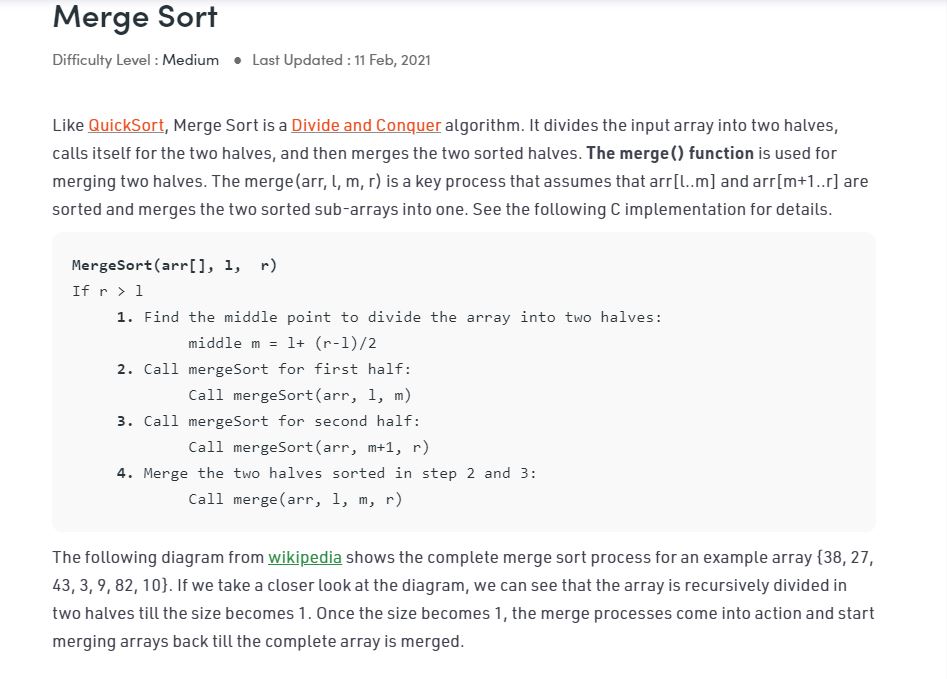 Merge Sort
Difficulty Level : Medium ● Last Updated : 11 Feb, 2021
Like QuickSort, Merge Sort is a Divide and Conquer algorithm. It divides the input array into two halves,
calls itself for the two halves, and then merges the two sorted halves. The merge() function is used for
merging two halves. The merge(arr, l, m, r) is a key process that assumes that arr[l..m] and arr[m+1..r] are
sorted and merges the two sorted sub-arrays into one. See the following C implementation for details.
MergeSort(arr[], l,  r)
If r > l
     1. Find the middle point to divide the array into two halves:
             middle m = l+ (r-l)/2
     2. Call mergeSort for first half:
             Call mergeSort(arr, l, m)
     3. Call mergeSort for second half:
             Call mergeSort(arr, m+1, r)
     4. Merge the two halves sorted in step 2 and 3:
             Call merge(arr, l, m, r)
The following diagram from wikipedia shows the complete merge sort process for an example array {38, 27,
43, 3, 9, 82, 10}. If we take a closer look at the diagram, we can see that the array is recursively divided in
two halves till the size becomes 1. Once the size becomes 1, the merge processes come into action and start
merging arrays back till the complete array is merged.